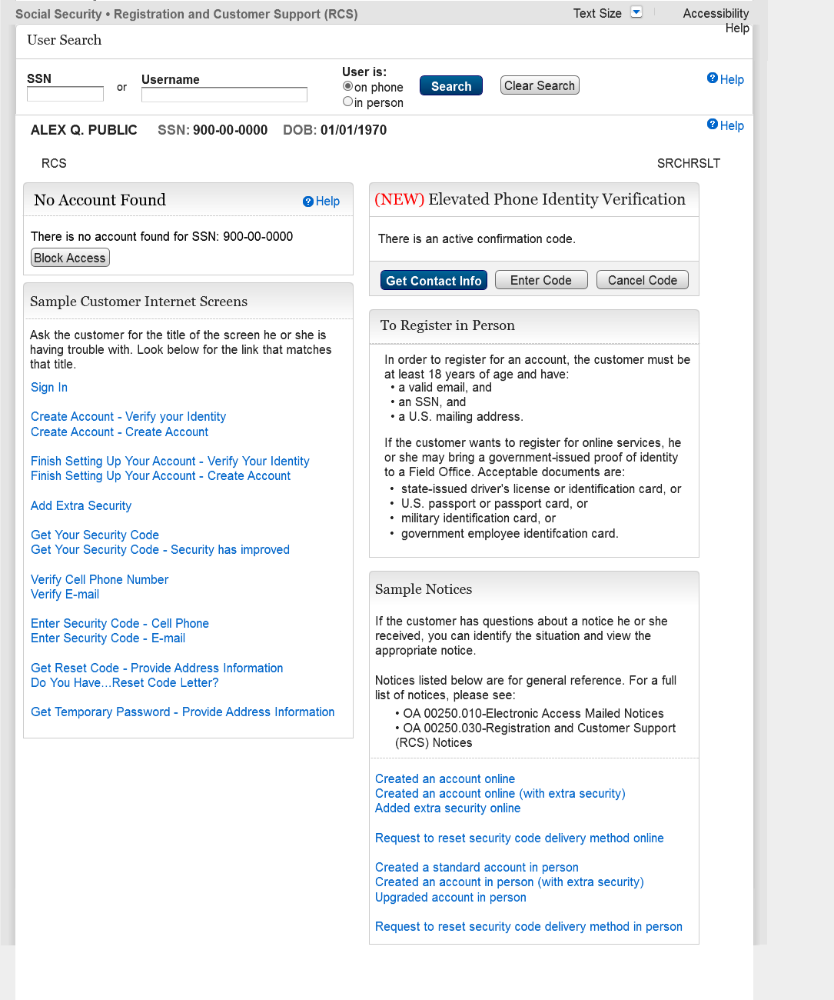 Social Security • Registration and Customer Support (RCS)
Text Size
Accessibility
Help
User Search
SSN
or
Username
User is:
on phone
in person
Search
Clear Search
Help
ALEX Q. PUBLIC SSN: 900-00-0000 DOB: 01/01/1970
Help
RCS
SRCHRSLT
No Account Found
Help
There is no account found for SSN: 900-00-0000
Block Access
Sample Customer Internet Screens
Ask the customer for the title of the screen he or she is
having trouble with. Look below for the link that matches
that title.
Sign In
Create Account - Verify your Identity
Create Account - Create Account
Finish Setting Up Your Account - Verify Your Identity
Finish Setting Up Your Account - Create Account
Add Extra Security
Get Your Security Code
Get Your Security Code - Security has improved
Verify Cell Phone Number
Verify E-mail
Enter Security Code - Cell Phone
Enter Security Code - E-mail
Get Reset Code - Provide Address Information
Do You Have...Reset Code Letter?
Get Temporary Password - Provide Address Information
(NEW) Elevated Phone Identity Verification
There is an active confirmation code.
Get Contact Info
Enter Code
Cancel Code
To Register in Person
In order to register for an account, the customer must be
at least 18 years of age and have:
• a valid email, and
• an SSN, and
• a U.S. mailing address.
If the customer wants to register for online services, he
or she may bring a government-issued proof of identity
to a Field Office. Acceptable documents are:
• state-issued driver's license or identification card, or
• U.S. passport or passport card, or
• military identification card, or
• government employee identifcation card.
Sample Notices
If the customer has questions about a notice he or she
received, you can identify the situation and view the
appropriate notice.
Notices listed below are for general reference. For a full
list of notices, please see:
• OA 00250.010-Electronic Access Mailed Notices
• OA 00250.030-Registration and Customer Support
(RCS) Notices
Created an account online
Created an account online (with extra security)
Added extra security online
Request to reset security code delivery method online
Created a standard account in person
Created an account in person (with extra security)
Upgraded account in person
Request to reset security code delivery method in person